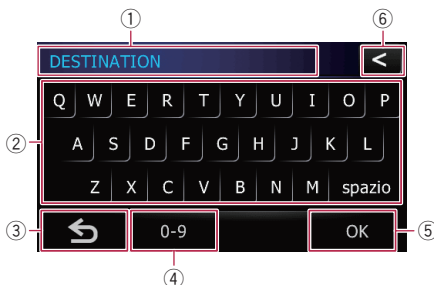 ① ⑥
DESTINATION <
② Q W E R T Y U I O P
A S D F G H J K L
Z X C V B N M spazio
③ 0-9 OK ⑤
④